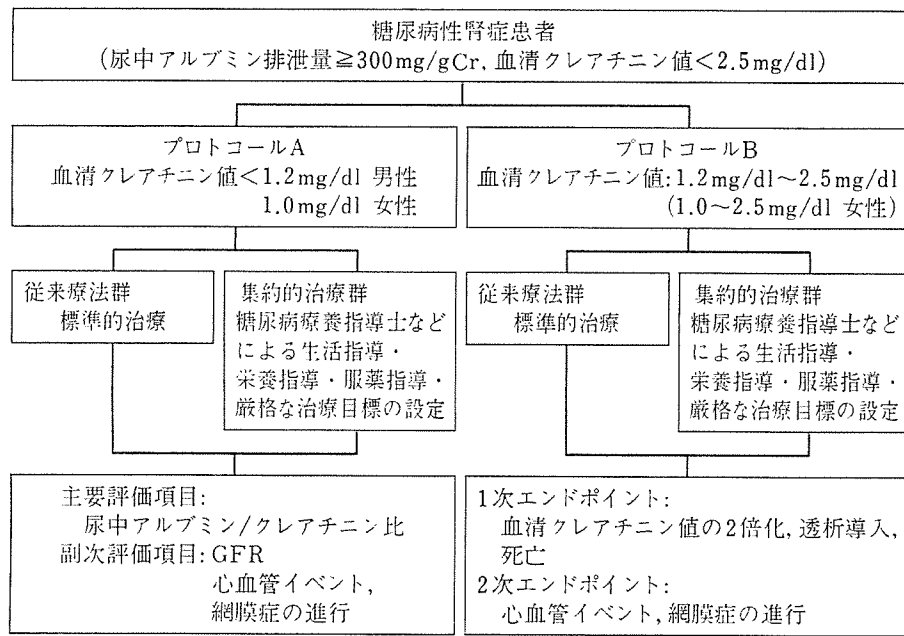 糖尿病性腎症患者
(尿中アルブミン排泄量≧300mg/gCr, 血清クレアチニン値<2.5mg/dl)
プロトコールA
血清クレアチニン値<1.2mg/dl 男性
1.0mg/dl 女性
プロトコールB
血清クレアチニン値:1.2mg/dl～2.5mg/dl
(1.0～2.5mg/dl 女性)
従来療法群
標準的治療
集約的治療群
糖尿病療養指導士など
による生活指導・
栄養指導・服薬指導・
厳格な治療目標の設定
従来療法群
標準的治療
集約的治療群
糖尿病療養指導士など
による生活指導・
栄養指導・服薬指導・
厳格な治療目標の設定
主要評価項目:
尿中アルブミン/クレアチニン比
副次評価項目:GFR
心血管イベント,
網膜症の進行
1次エンドポイント:
血清クレアチニン値の2倍化, 透析導入,
死亡
2次エンドポイント:
心血管イベント, 網膜症の進行